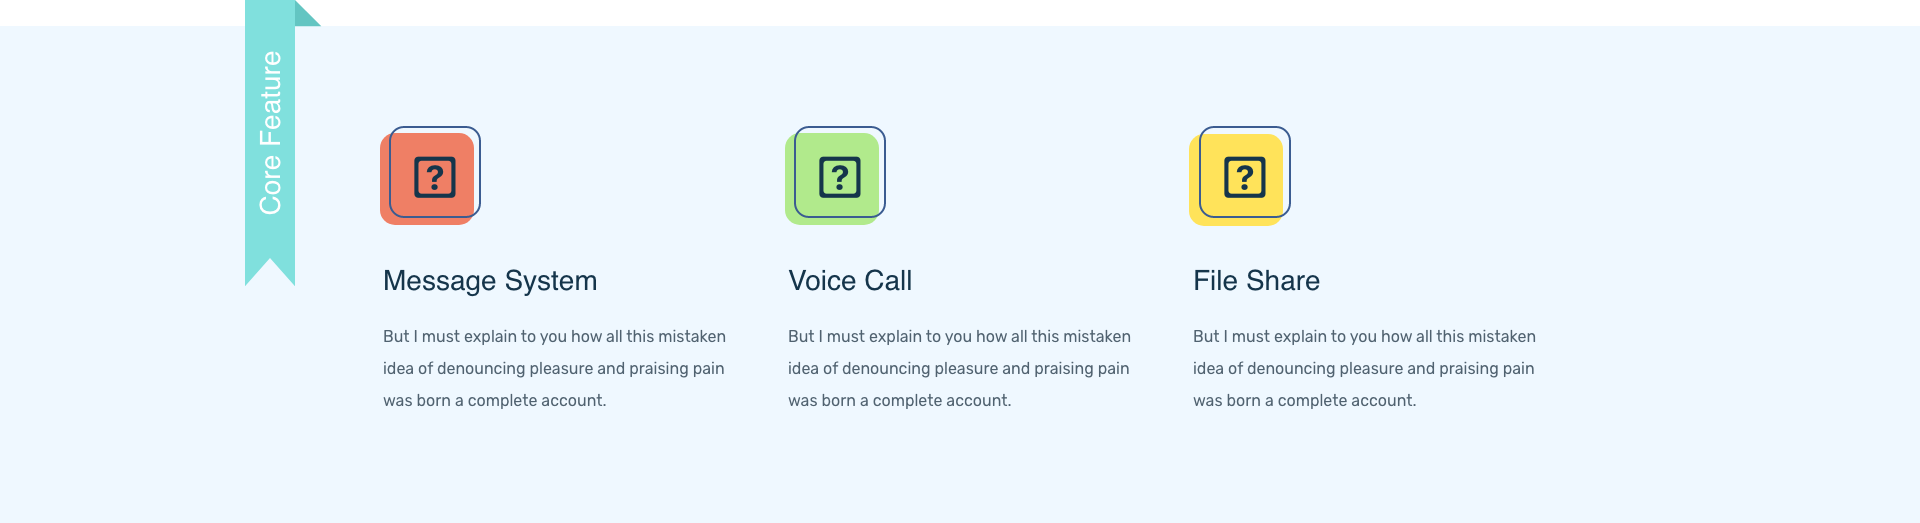 Core Feature
?
?
?
Message System
Voice Call
File Share
But I must explain to you how all this mistaken
idea of denouncing pleasure and praising pain
was born a complete account.
But I must explain to you how all this mistaken
idea of denouncing pleasure and praising pain
was born a complete account.
But I must explain to you how all this mistaken
idea of denouncing pleasure and praising pain
was born a complete account.